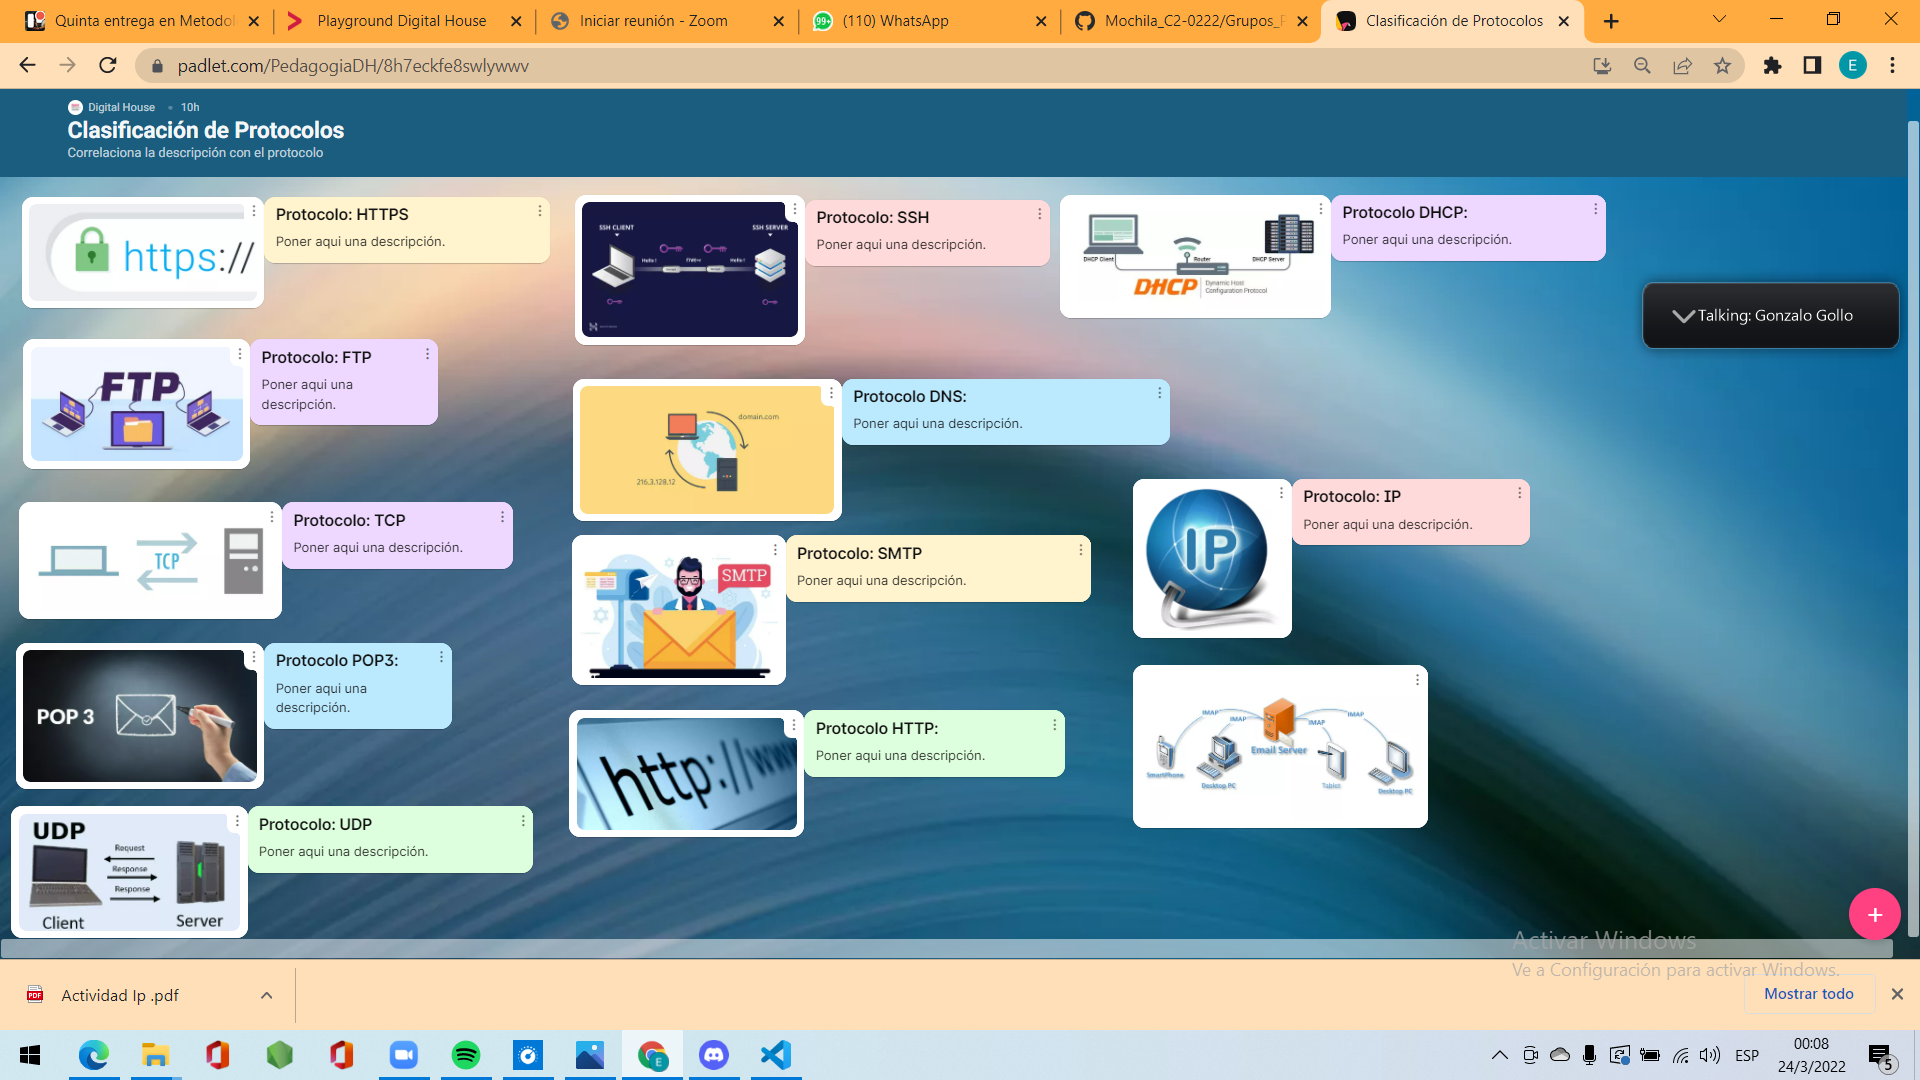 Quinta entrega en Metodol
Playground Digital House
Iniciar reunión - Zoom
(110) WhatsApp
Mochila_C2-0222/Grupos_
Clasificación de Protocolos
padlet.com/PedagogiaDH/8h7eckfe8swlywwv
E
Digital House • 10h
Clasificación de Protocolos
Correlaciona la descripción con el protocolo
https://
Protocolo: HTTPS
Poner aqui una descripción.
SSH CLIENT
SSH SERVER
Protocolo: SSH
Poner aqui una descripción.
DHCP Client
Router
DHCP Server
DHCP
Dynamic Host
Configuration Protocol
Protocolo DHCP:
Poner aqui una descripción.
Talking: Gonzalo Gollo
FTP
Protocolo: FTP
Poner aqui una
descripción.
domain.com
216.3.128.12
Protocolo DNS:
Poner aqui una descripción.
TCP
Protocolo: TCP
Poner aqui una descripción.
SMTP
Protocolo: SMTP
Poner aqui una descripción.
IP
Protocolo: IP
Poner aqui una descripción.
POP 3
Protocolo POP3:
Poner aqui una
descripción.
http://ww
Protocolo HTTP:
Poner aqui una descripción.
IMAP
IMAP
IMAP
IMAP
Email Server
SmartPhone
Desktop PC
Tablet
Desktop PC
UDP
Request
Response
Response
Client
Server
Protocolo: UDP
Poner aqui una descripción.
Activar Windows
Ve a Configuración para activar Windows.
Actividad Ip .pdf
Mostrar todo
ESP
00:08
24/3/2022
5